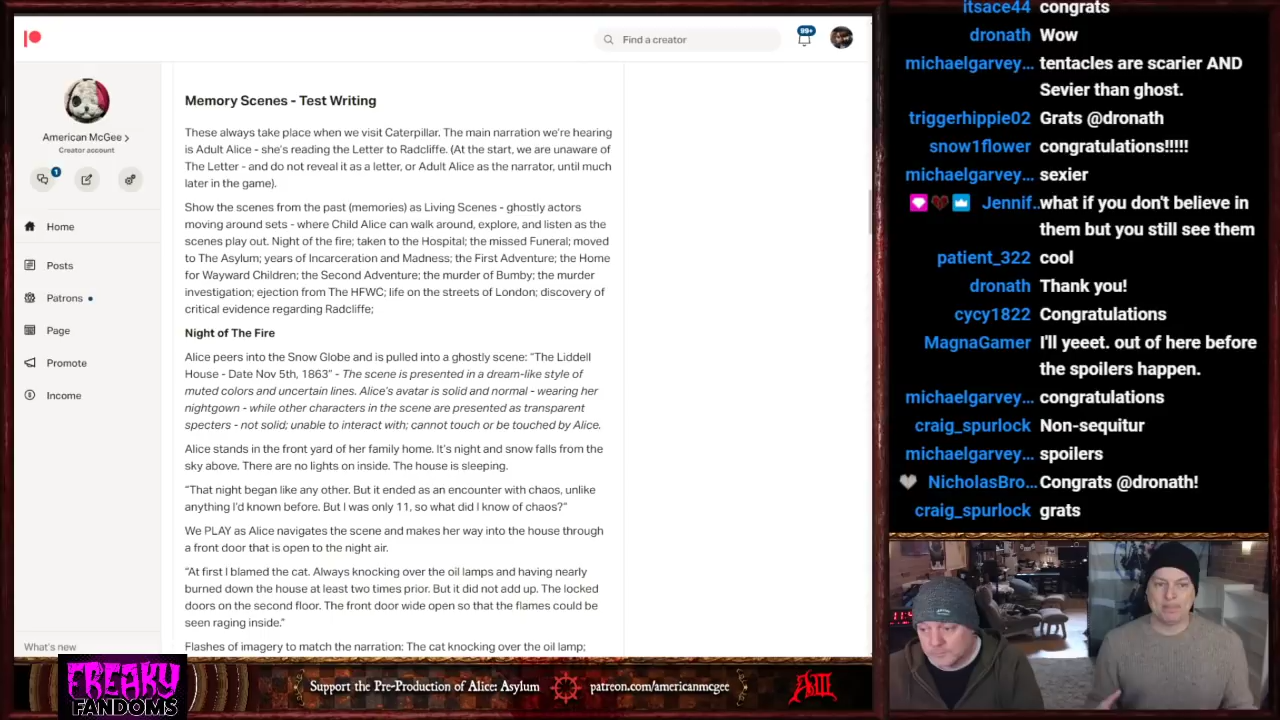 Find a creator
99+
American McGee
Creator account
1
Home
Posts
Patrons
Page
Promote
Income
What's new
Memory Scenes - Test Writing
These always take place when we visit Caterpillar. The main narration we're hearing
is Adult Alice - she's reading the Letter to Radcliffe. (At the start, we are unaware of
The Letter - and do not reveal it as a letter, or Adult Alice as the narrator, until much
later in the game).
Show the scenes from the past (memories) as Living Scenes - ghostly actors
moving around sets - where Child Alice can walk around, explore, and listen as the
scenes play out. Night of the fire; taken to the Hospital; the missed Funeral; moved
to The Asylum; years of Incarceration and Madness; the First Adventure; the Home
for Wayward Children; the Second Adventure; the murder of Bumby; the murder
investigation; ejection from The HFWC; life on the streets of London; discovery of
critical evidence regarding Radcliffe;
Night of The Fire
Alice peers into the Snow Globe and is pulled into a ghostly scene: “The Liddell
House - Date Nov 5th, 1863” - The scene is presented in a dream-like style of
muted colors and uncertain lines. Alice's avatar is solid and normal - wearing her
nightgown - while other characters in the scene are presented as transparent
specters - not solid; unable to interact with; cannot touch or be touched by Alice.
Alice stands in the front yard of her family home. It's night and snow falls from the
sky above. There are no lights on inside. The house is sleeping.
“That night began like any other. But it ended as an encounter with chaos, unlike
anything I'd known before. But I was only 11, so what did I know of chaos?”
We PLAY as Alice navigates the scene and makes her way into the house through
a front door that is open to the night air.
“At first I blamed the cat. Always knocking over the oil lamps and having nearly
burned down the house at least two times prior. But it did not add up. The locked
doors on the second floor. The front door wide open so that the flames could be
seen raging inside.”
Flashes of imagery to match the narration: The cat knocking over the oil lamp;
itsace44 congrats
dronath Wow
michaelgarvey… tentacles are scarier AND
Sevier than ghost.
triggerhippie02 Grats @dronath
snow1flower congratulations!!!!!
michaelgarvey… sexier
Jennif… what if you don't believe in
them but you still see them
patient_322 cool
dronath Thank you!
cycy1822 Congratulations
MagnaGamer I'll yeeet. out of here before
the spoilers happen.
michaelgarvey… congratulations
craig_spurlock Non-sequitur
michaelgarvey… spoilers
NicholasBro… Congrats @dronath!
craig_spurlock grats
FREAKY
FANDOMS
Support the Pre-Production of Alice: Asylum
patreon.com/americanmcgee